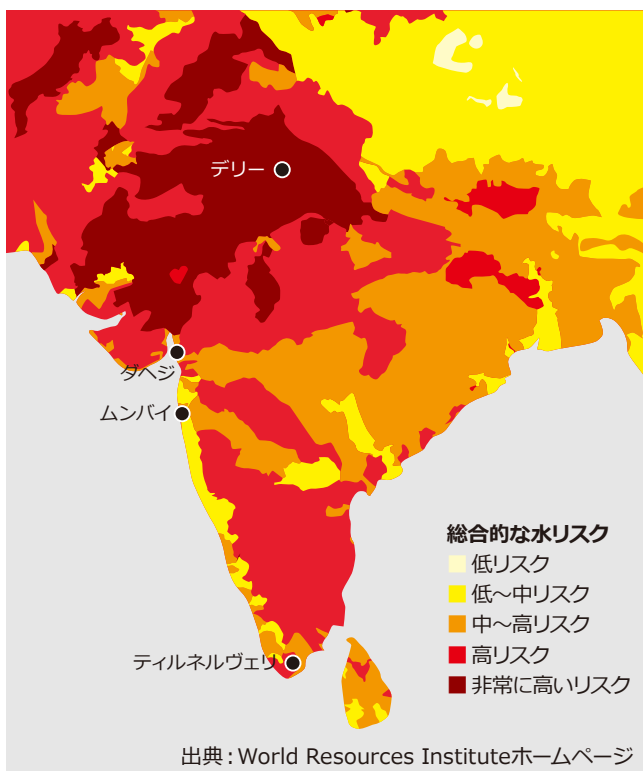 デリー
ダヘジ
ムンバイ
総合的な水リスク
低リスク
低～中リスク
中～高リスク
高リスク
非常に高いリスク
ティルネルヴェリ
出典：World Resources Instituteホームページ